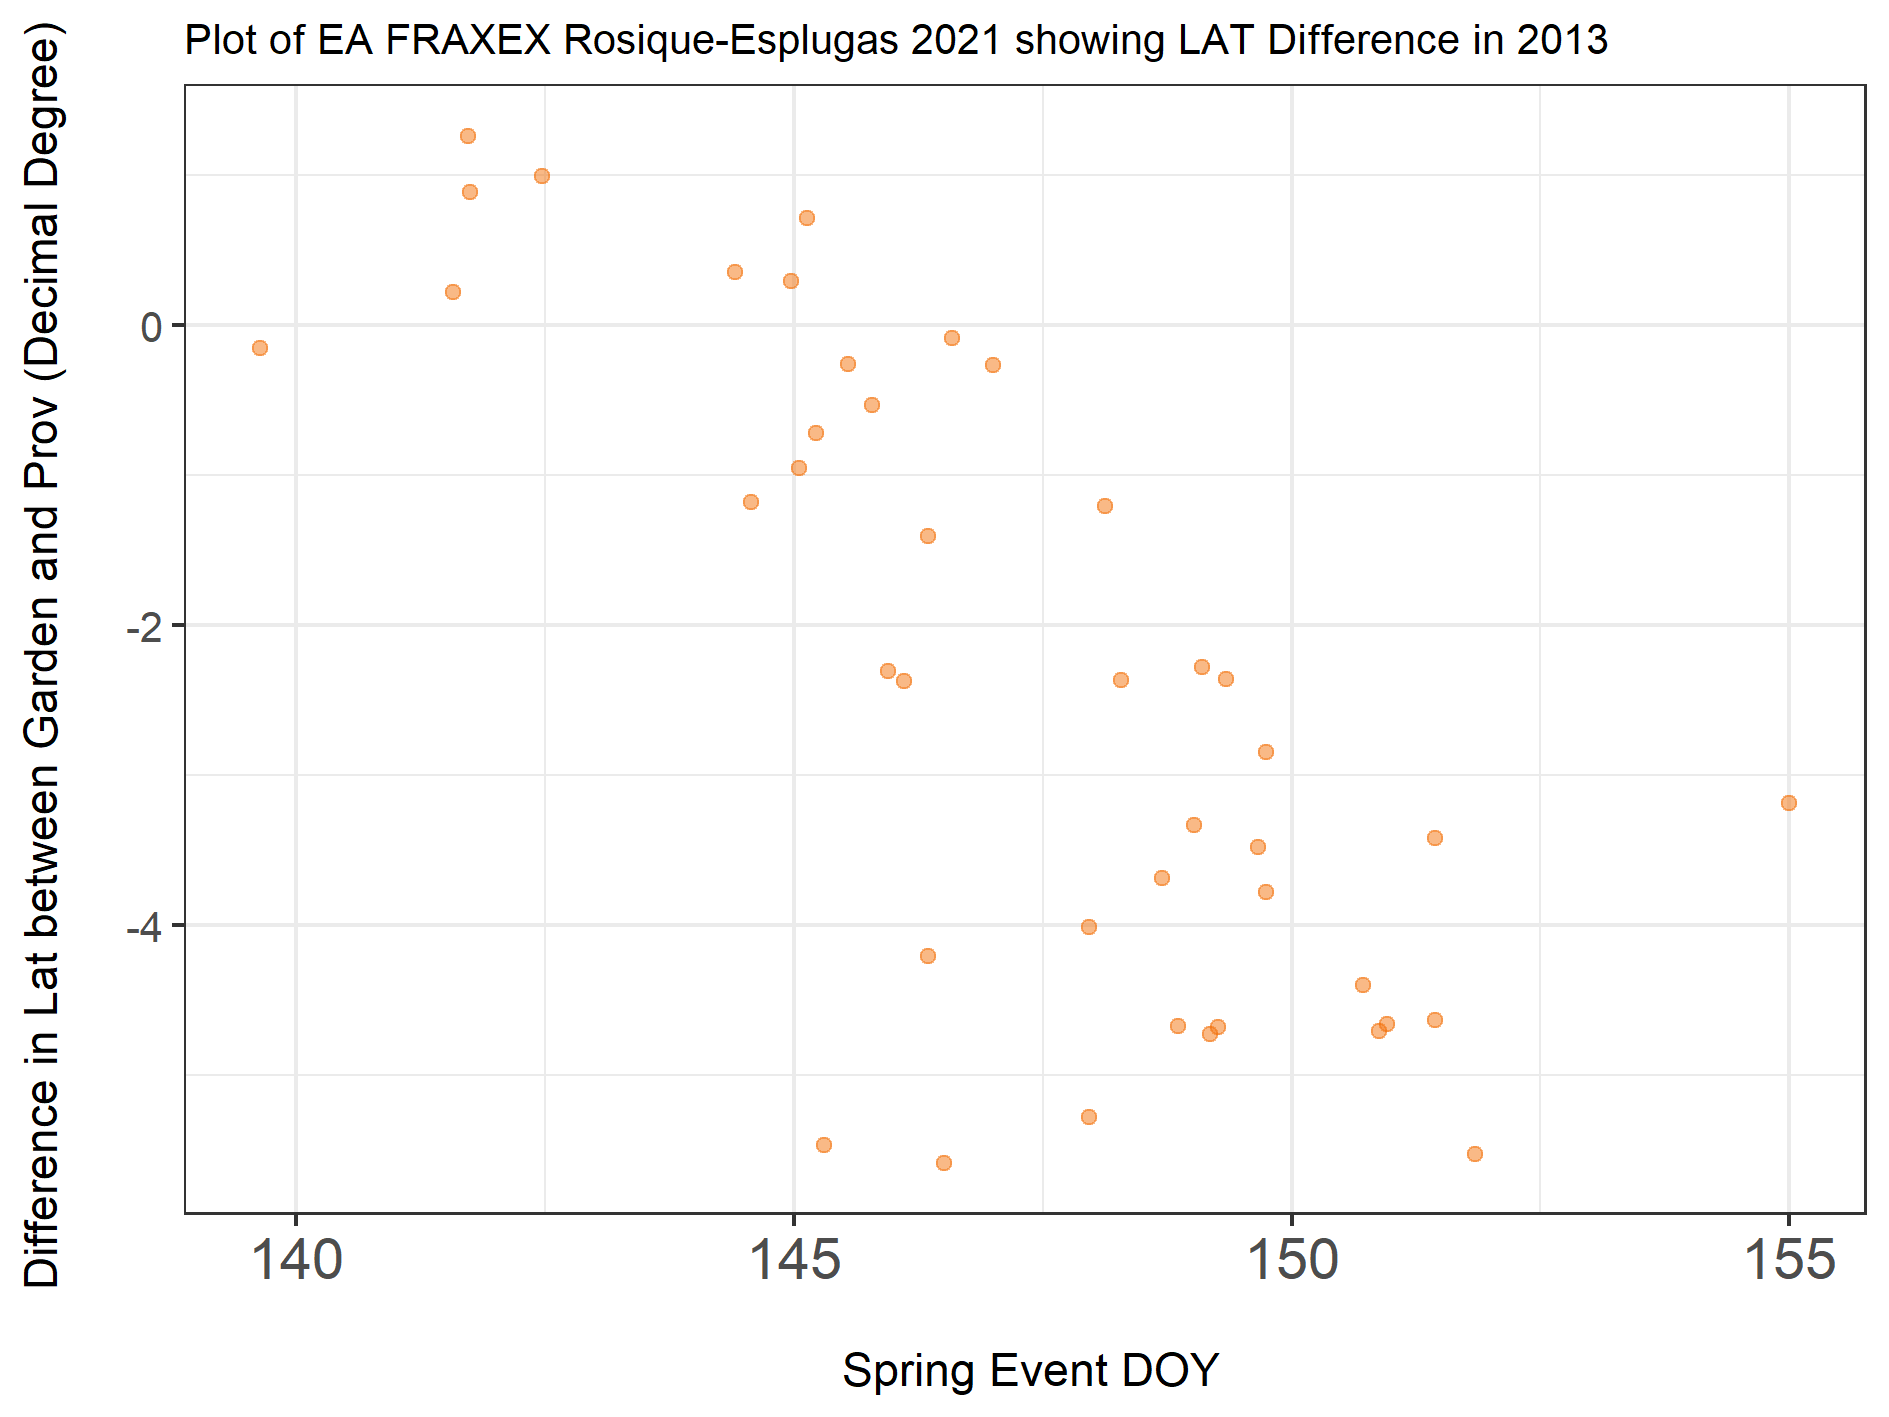 Plot of EA FRAXEX Rosique-Esplugas 2021 showing LAT Difference in 2013
Difference in Lat between Garden and Prov (Decimal Degree)
0
-2
-4
140 145 150 155
Spring Event DOY